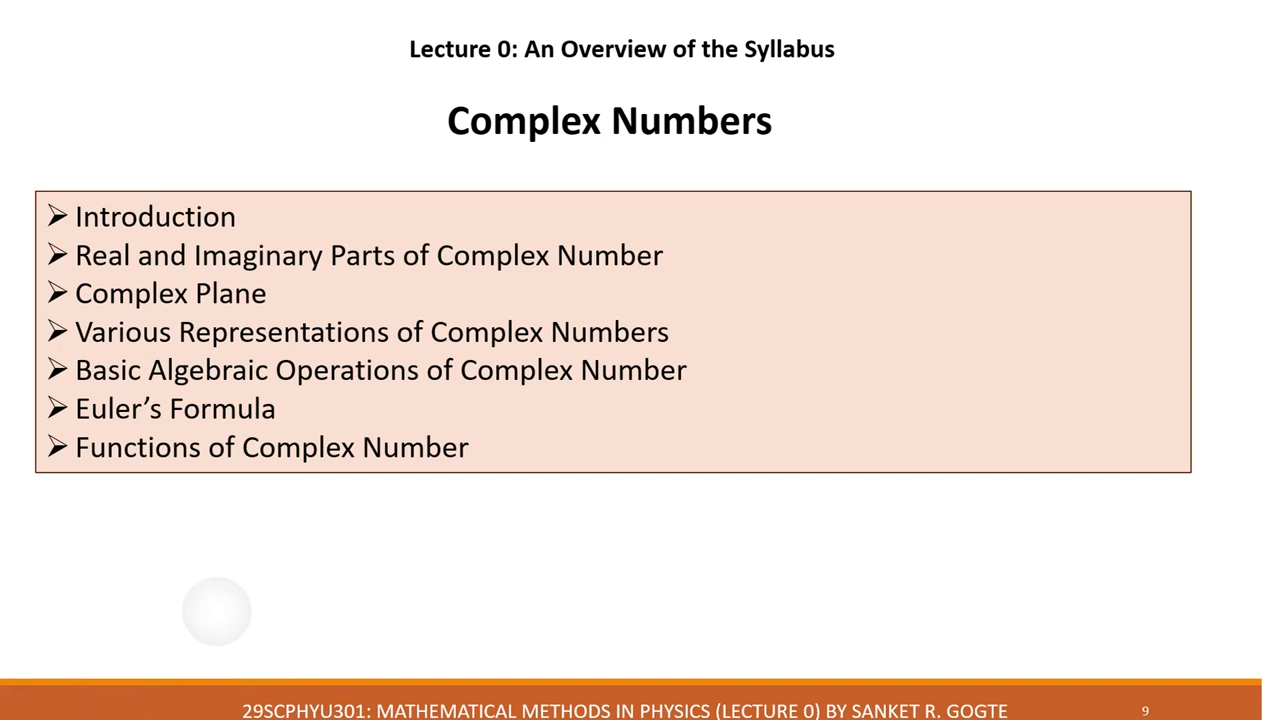 Lecture 0: An Overview of the Syllabus
Complex Numbers
➢ Introduction
➢ Real and Imaginary Parts of Complex Number
➢ Complex Plane
➢ Various Representations of Complex Numbers
➢ Basic Algebraic Operations of Complex Number
➢ Euler’s Formula
➢ Functions of Complex Number
29SCPHYU301: MATHEMATICAL METHODS IN PHYSICS (LECTURE 0) BY SANKET R. GOGTE
9